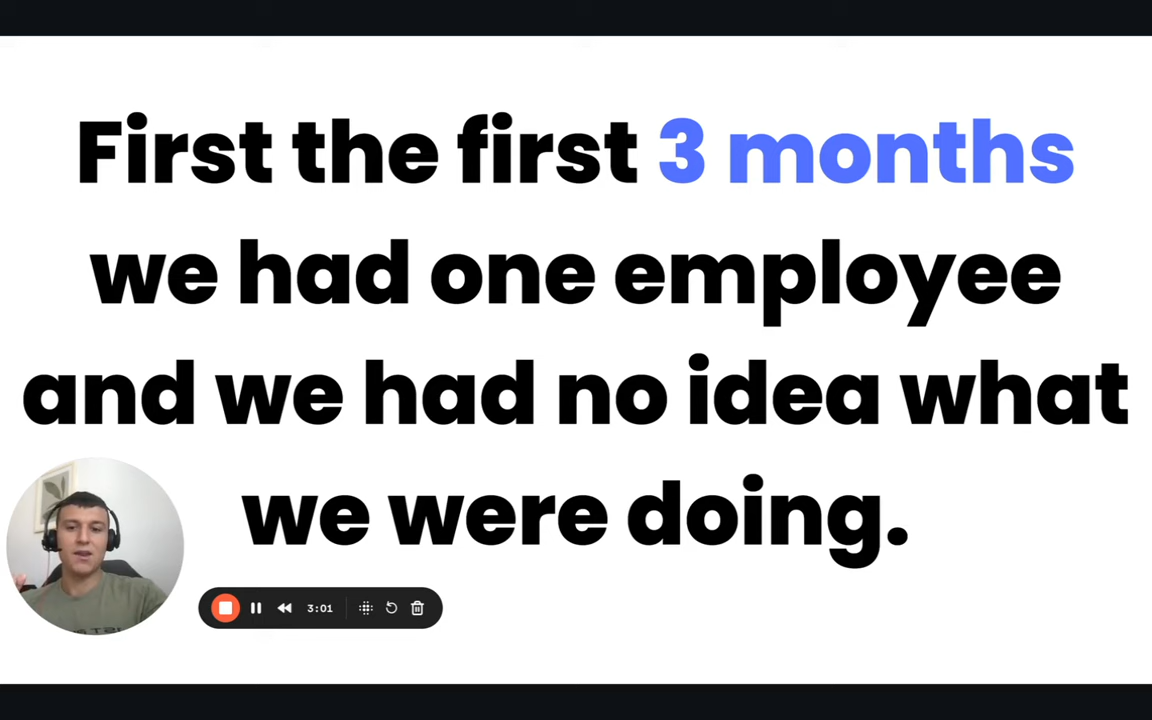 First the first 3 months
we had one employee
and we had no idea what
we were doing.
3:01